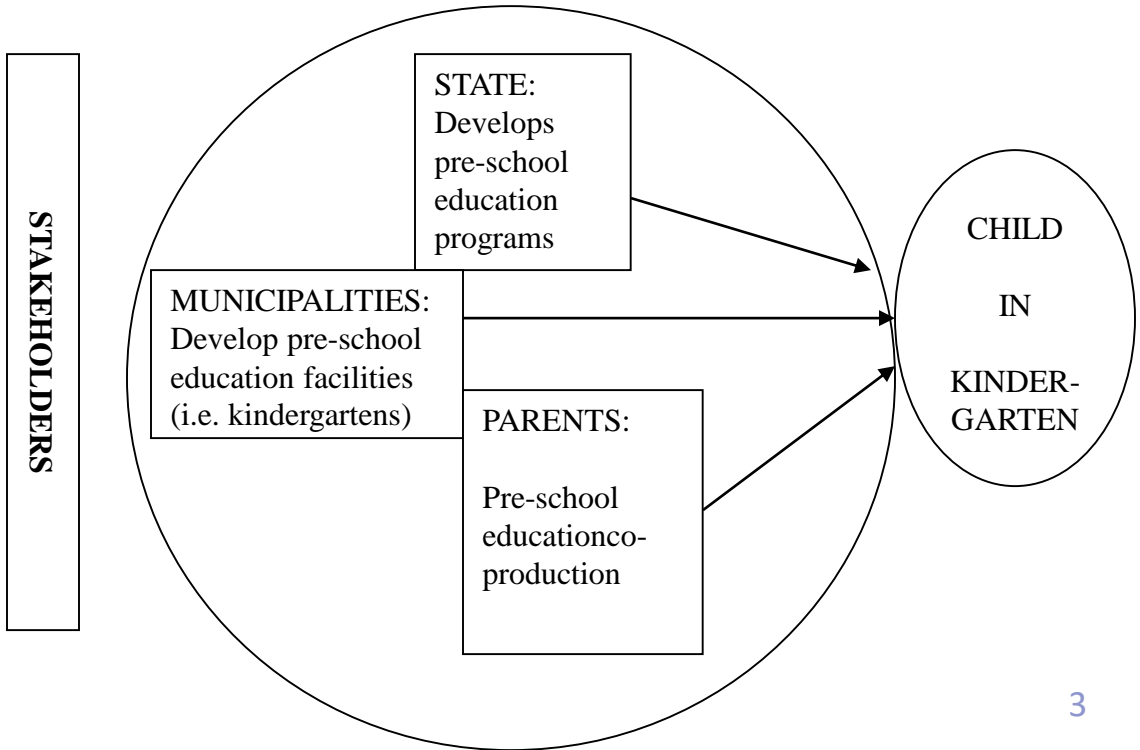 STAKEHOLDERS
STATE:
Develops
pre-school
education
programs
MUNICIPALITIES:
Develop pre-school
education facilities
(i.e. kindergartens)
PARENTS:
Pre-school
educationco-
production
CHILD
IN
KINDER-
GARTEN
3